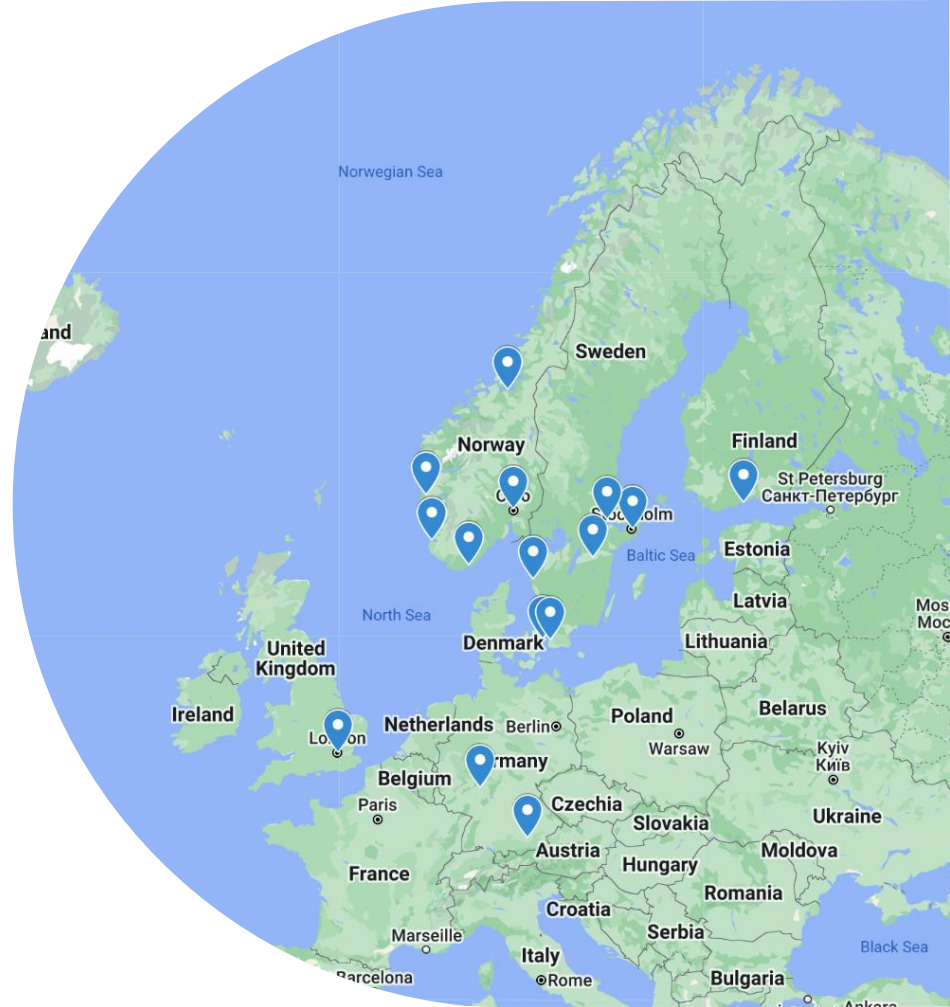 Norwegian Sea
and
Sweden
Norway
Finland
St Petersburg
Санкт-Петербург
Estonia
Baltic Sea
Latvia
North Sea
Mos
Мос
Denmark
Lithuania
United
Kingdom
Belarus
Ireland
Netherlands
Berlin
Poland
Warsaw
Kyiv
Київ
Belgium
Paris
Czechia
Ukraine
Slovakia
Austria
Moldova
Hungary
France
Romania
Croatia
Serbia
Marseille
Black Sea
Italy
Barcelona
Rome
Bulgaria